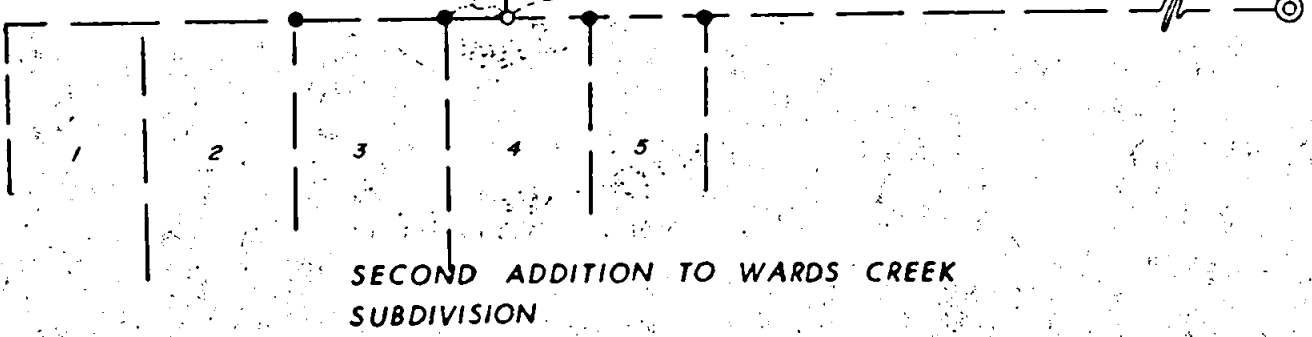 1 2 3 4 5
SECOND ADDITION TO WARDS CREEK
SUBDIVISION